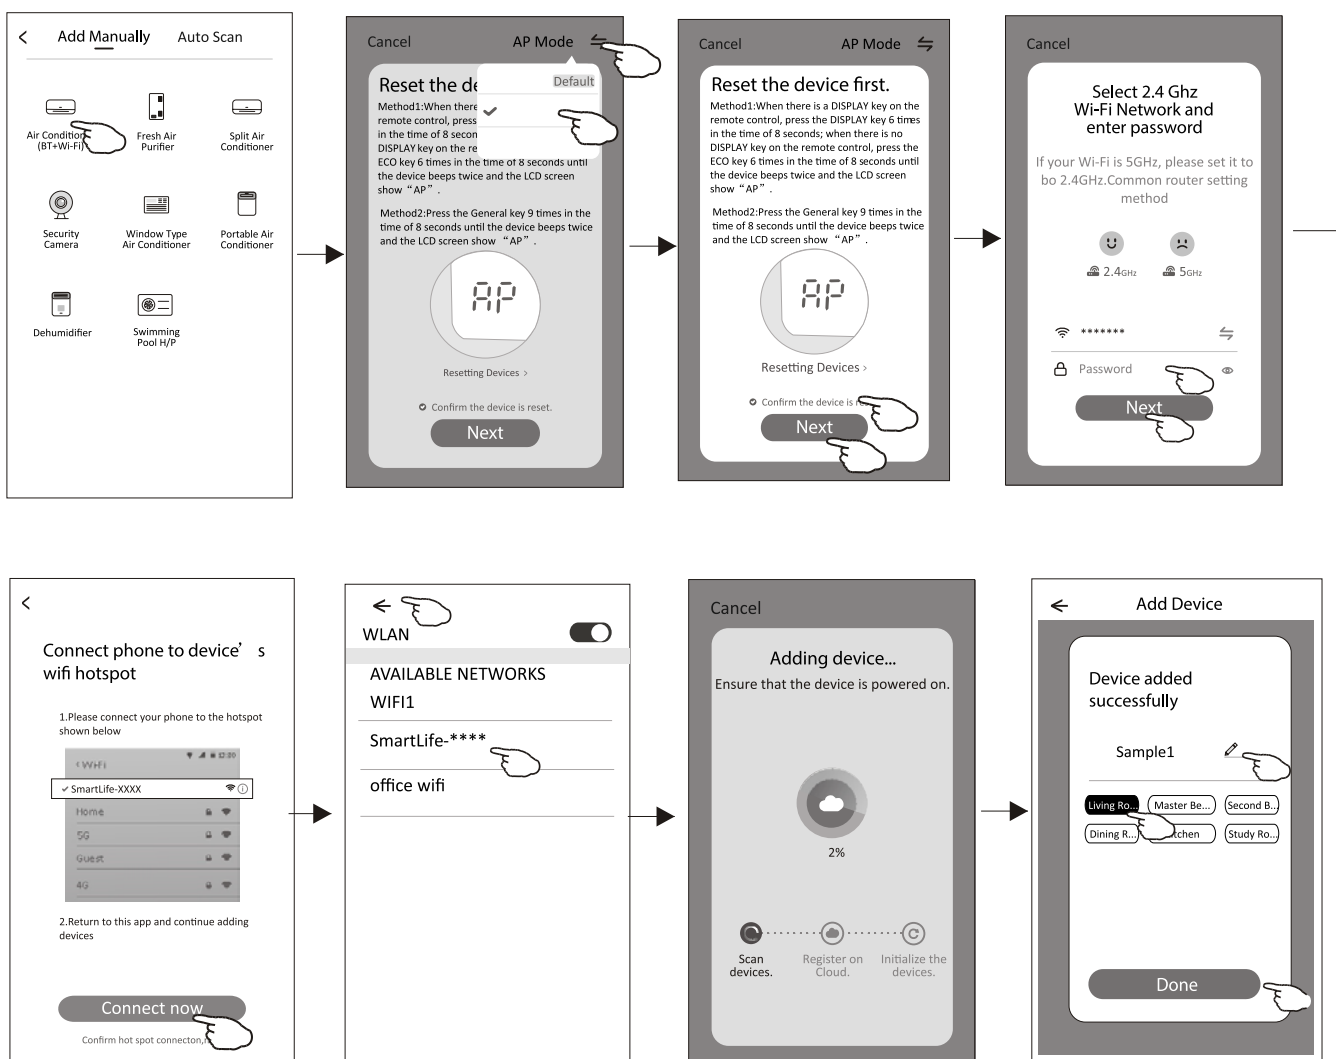 Add Manually
Auto Scan
Air Condition
(BT+Wi-Fi)
Fresh Air
Purifier
Split Air
Conditioner
Security
Camera
Window Type
Air Conditioner
Portable Air
Conditioner
Dehumidifier
Swimming
Pool H/P
Cancel
AP Mode
Default
Reset the de
Method1:When there
remote control, press
in the time of 8 secon
DISPLAY key on the re
ECO key 6 times in the time of 8 seconds until
the device beeps twice and the LCD screen
show “AP” .
Method2:Press the General key 9 times in the
time of 8 seconds until the device beeps twice
and the LCD screen show “AP” .
AP
Resetting Devices >
Confirm the device is reset.
Next
Cancel
AP Mode
Reset the device first.
Method1:When there is a DISPLAY key on the
remote control, press the DISPLAY key 6 times
in the time of 8 seconds; when there is no
DISPLAY key on the remote control, press the
ECO key 6 times in the time of 8 seconds until
the device beeps twice and the LCD screen
show “AP” .
Method2:Press the General key 9 times in the
time of 8 seconds until the device beeps twice
and the LCD screen show “AP” .
AP
Resetting Devices >
Confirm the device is re
Next
Cancel
Select 2.4 Ghz
Wi-Fi Network and
enter password
If your Wi-Fi is 5GHz, please set it to
bo 2.4GHz.Common router setting
method
2.4GHz
5GHz
*******
Password
Next
Connect phone to device’ s
wifi hotspot
1.Please connect your phone to the hotspot
shown below
12:20
< Wi-Fi
SmartLife-XXXX
Home
5G
Guest
4G
2.Return to this app and continue adding
devices
Connect now
Confirm hot spot connecton,
WLAN
AVAILABLE NETWORKS
WIFI1
SmartLife-****
office wifi
Cancel
Adding device...
Ensure that the device is powered on.
2%
Scan
devices.
Register on
Cloud.
Initialize the
devices.
Add Device
Device added
successfully
Sample1
Living Ro...
Master Be...
Second B...
Dining R...
itchen
Study Ro...
Done